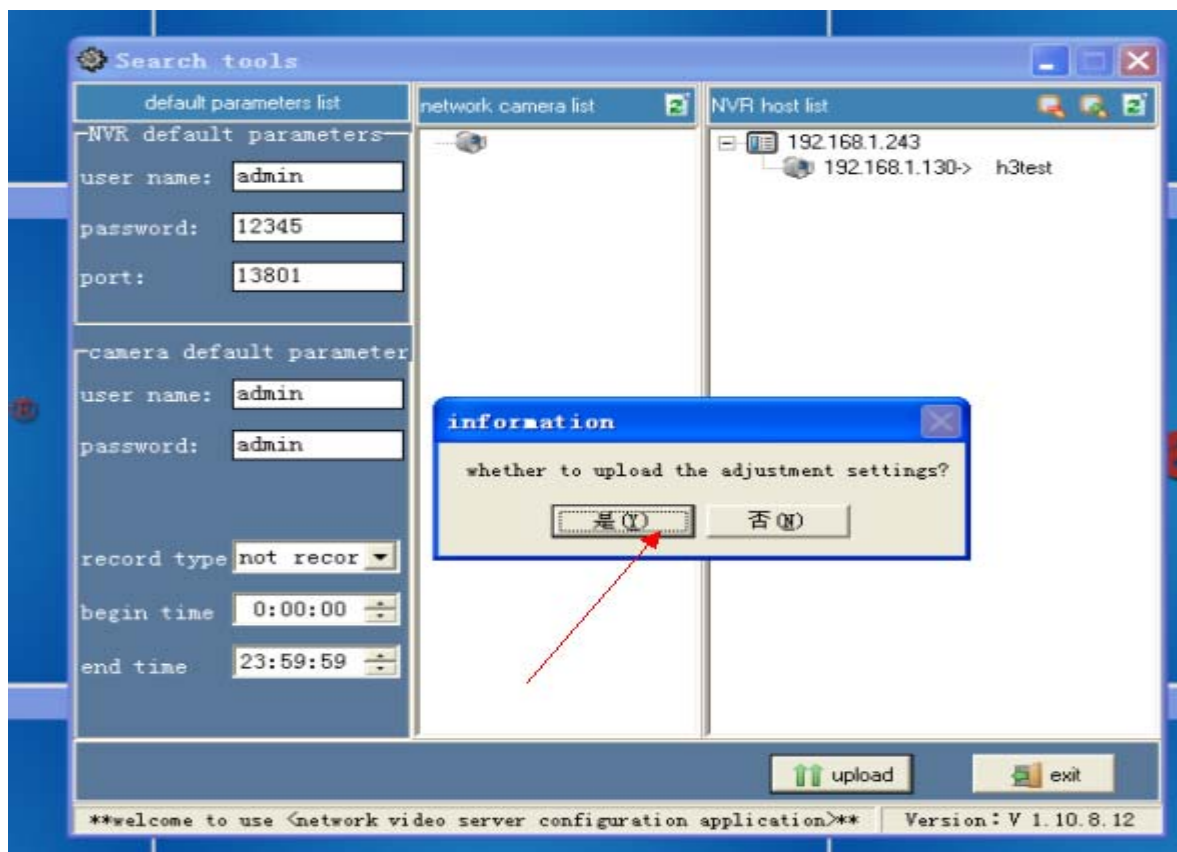 Search tools
default parameters list
network camera list
NVR host list
NVR default parameters
user name: admin
password: 12345
port: 13801
camera default parameter
user name: admin
password: admin
record type not recor
begin time 0:00:00
end time 23:59:59
192.168.1.243
192.168.1.130-> h3test
information
whether to upload the adjustment settings?
是(Y)
否(N)
upload
exit
**welcome to use <network video server configuration application>**
Version: V 1.10.8.12